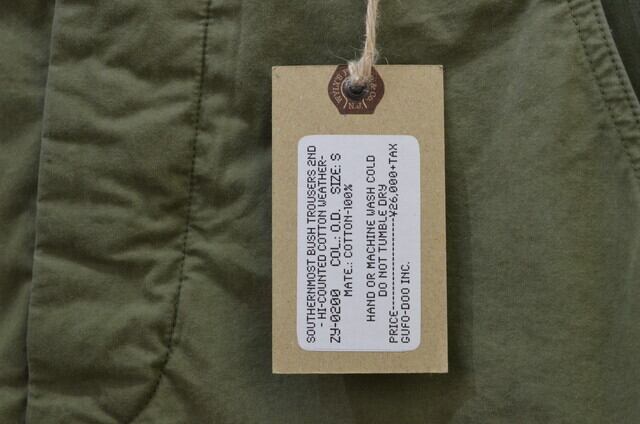 SOUTHERNMOST BUSH TROUSERS 2ND
- HI-COUNTED COTTON WEATHER-
ZY-0200 COL.: O.D. SIZE: S
MATE.: COTTON-100%
HAND OR MACHINE WASH COLD
DO NOT TUMBLE DRY
PRICE----------------¥26,000+TAX
GUFO-DOO INC.